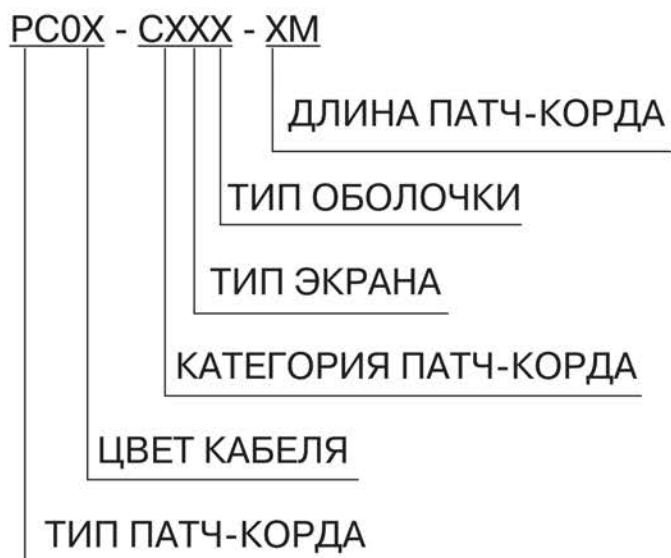 PC0X - CXXX - XM
ДЛИНА ПАТЧ-КОРДА
ТИП ОБОЛОЧКИ
ТИП ЭКРАНА
КАТЕГОРИЯ ПАТЧ-КОРДА
ЦВЕТ КАБЕЛЯ
ТИП ПАТЧ-КОРДА